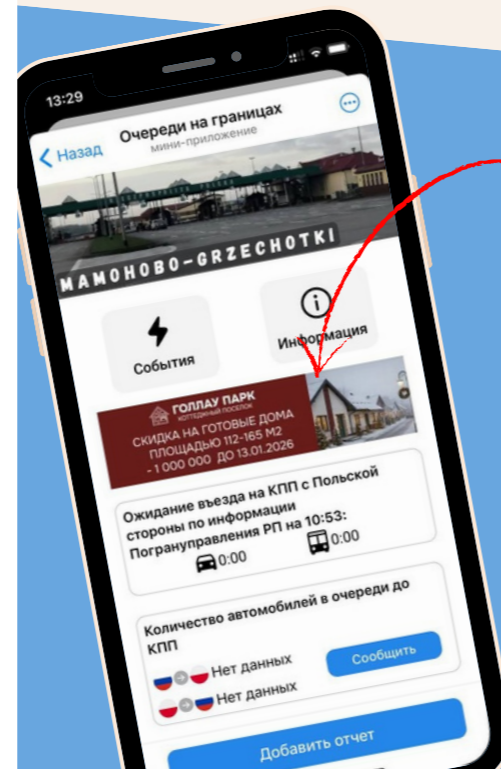 13:29
Назад
Очереди на границах
мини-приложение
МАМОНОВО-GRZECHOTKI
События
Информация
ГОЛЛАУ ПАРК
КОТТЕДЖНЫЙ ПОСЕЛОК
СКИДКА НА ГОТОВЫЕ ДОМА
ПЛОЩАДЬЮ 112-165 М2
- 1 000 000 ДО 13.01.2026
Ожидание въезда на КПП с Польской
стороны по информации
Погрануправления РП на 10:53:
0:00 0:00
Количество автомобилей в очереди до
КПП
Нет данных
Нет данных
Сообщить
Добавить отчет